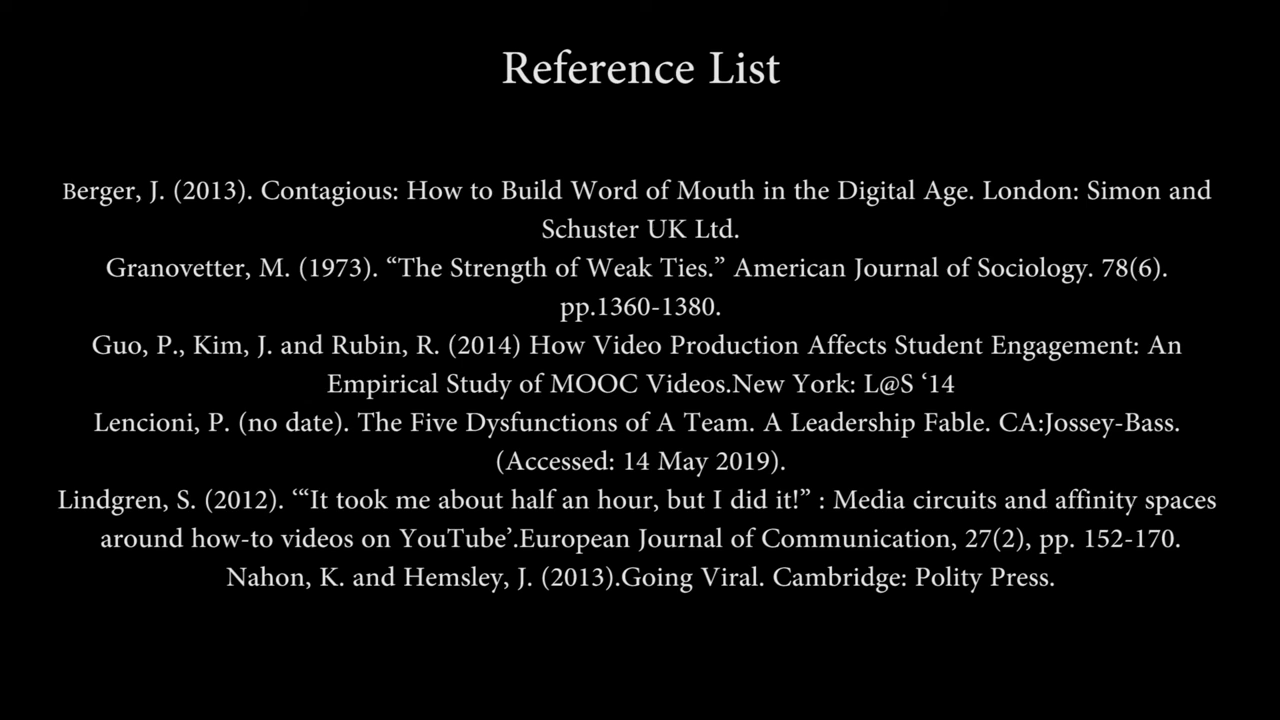 Reference List
Berger, J. (2013). Contagious: How to Build Word of Mouth in the Digital Age. London: Simon and
Schuster UK Ltd.
Granovetter, M. (1973). “The Strength of Weak Ties.” American Journal of Sociology. 78(6).
pp.1360-1380.
Guo, P., Kim, J. and Rubin, R. (2014) How Video Production Affects Student Engagement: An
Empirical Study of MOOC Videos.New York: L@S ‘14
Lencioni, P. (no date). The Five Dysfunctions of A Team. A Leadership Fable. CA:Jossey-Bass.
(Accessed: 14 May 2019).
Lindgren, S. (2012). ‘“It took me about half an hour, but I did it!” : Media circuits and affinity spaces
around how-to videos on YouTube’.European Journal of Communication, 27(2), pp. 152-170.
Nahon, K. and Hemsley, J. (2013).Going Viral. Cambridge: Polity Press.